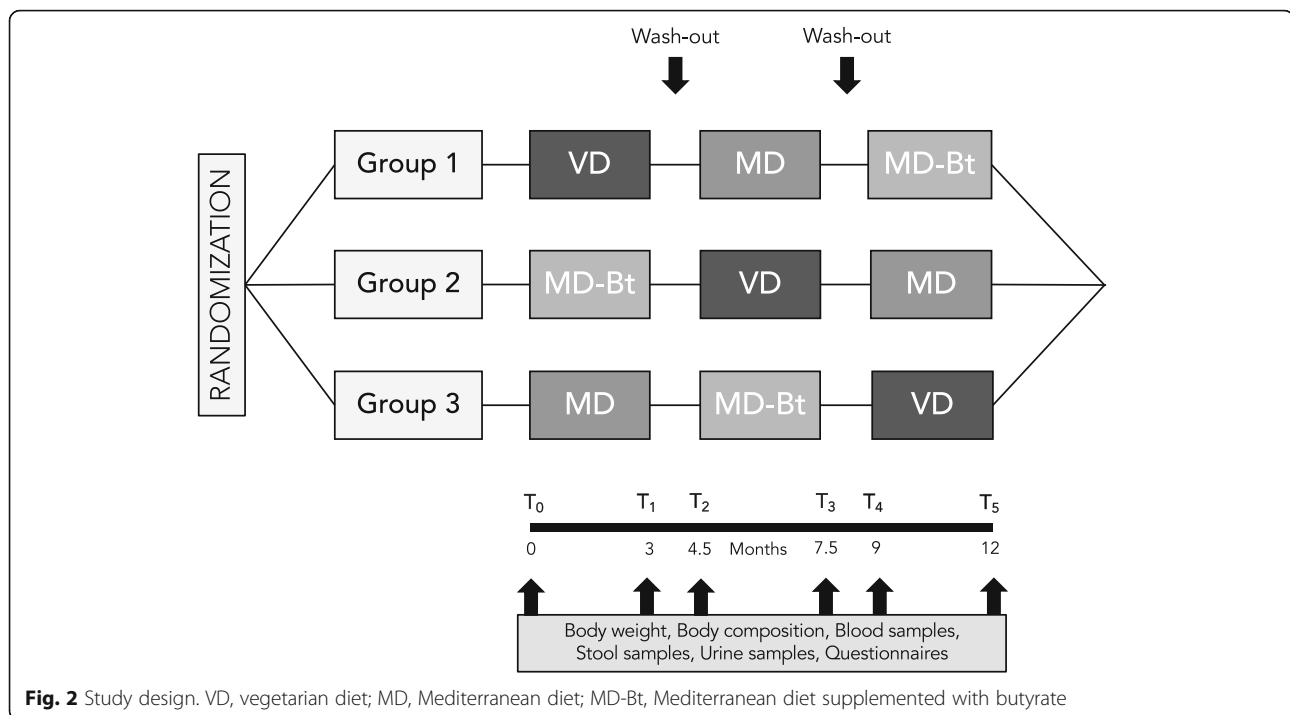 Wash-out Wash-out
RANDOMIZATION
Group 1 VD MD MD-Bt
Group 2 MD-Bt VD MD
Group 3 MD MD-Bt VD
T0 T1 T2 T3 T4 T5
0 3 4.5 Months 7.5 9 12
Body weight, Body composition, Blood samples,
Stool samples, Urine samples, Questionnaires
Fig. 2 Study design. VD, vegetarian diet; MD, Mediterranean diet; MD-Bt, Mediterranean diet supplemented with butyrate